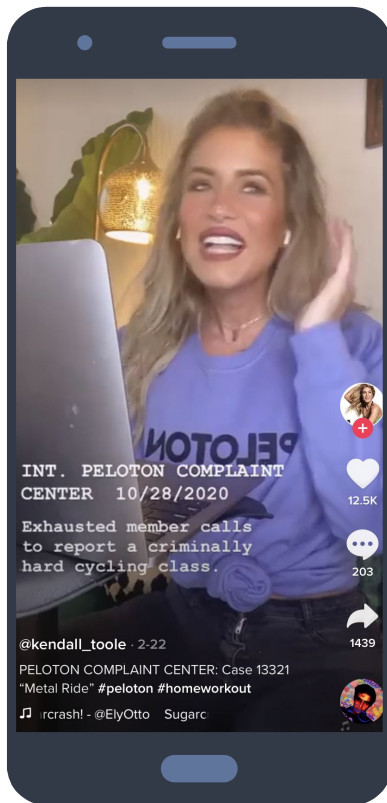 PELOTON
INT. PELOTON COMPLAINT
CENTER 10/28/2020
Exhausted member calls
to report a criminally
hard cycling class.
12.5K
203
1439
@kendall_toole · 2-22
PELOTON COMPLAINT CENTER: Case 13321
“Metal Ride” #peloton #homeworkout
rcrash! - @ElyOtto Sugarc